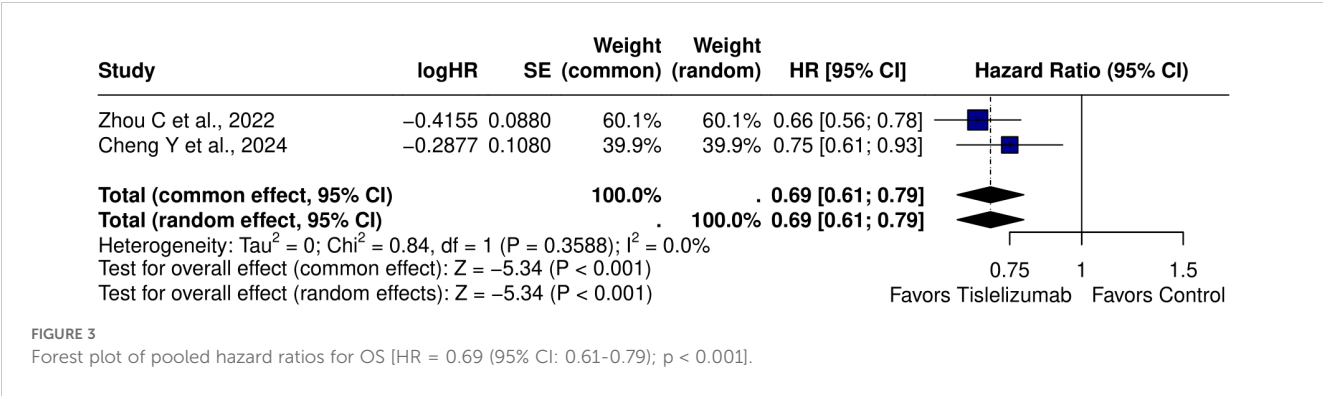 Weight Weight
Study logHR SE (common) (random) HR [95% CI] Hazard Ratio (95% CI)
Zhou C et al., 2022 −0.4155 0.0880 60.1% 60.1% 0.66 [0.56; 0.78]
Cheng Y et al., 2024 −0.2877 0.1080 39.9% 39.9% 0.75 [0.61; 0.93]
Total (common effect, 95% CI) 100.0% . 0.69 [0.61; 0.79]
Total (random effect, 95% CI) . 100.0% 0.69 [0.61; 0.79]
Heterogeneity: Tau² = 0; Chi² = 0.84, df = 1 (P = 0.3588); I² = 0.0%
Test for overall effect (common effect): Z = −5.34 (P < 0.001)
0.75 1 1.5
Test for overall effect (random effects): Z = −5.34 (P < 0.001)
Favors Tislelizumab Favors Control
FIGURE 3
Forest plot of pooled hazard ratios for OS [HR = 0.69 (95% CI: 0.61-0.79); p < 0.001].